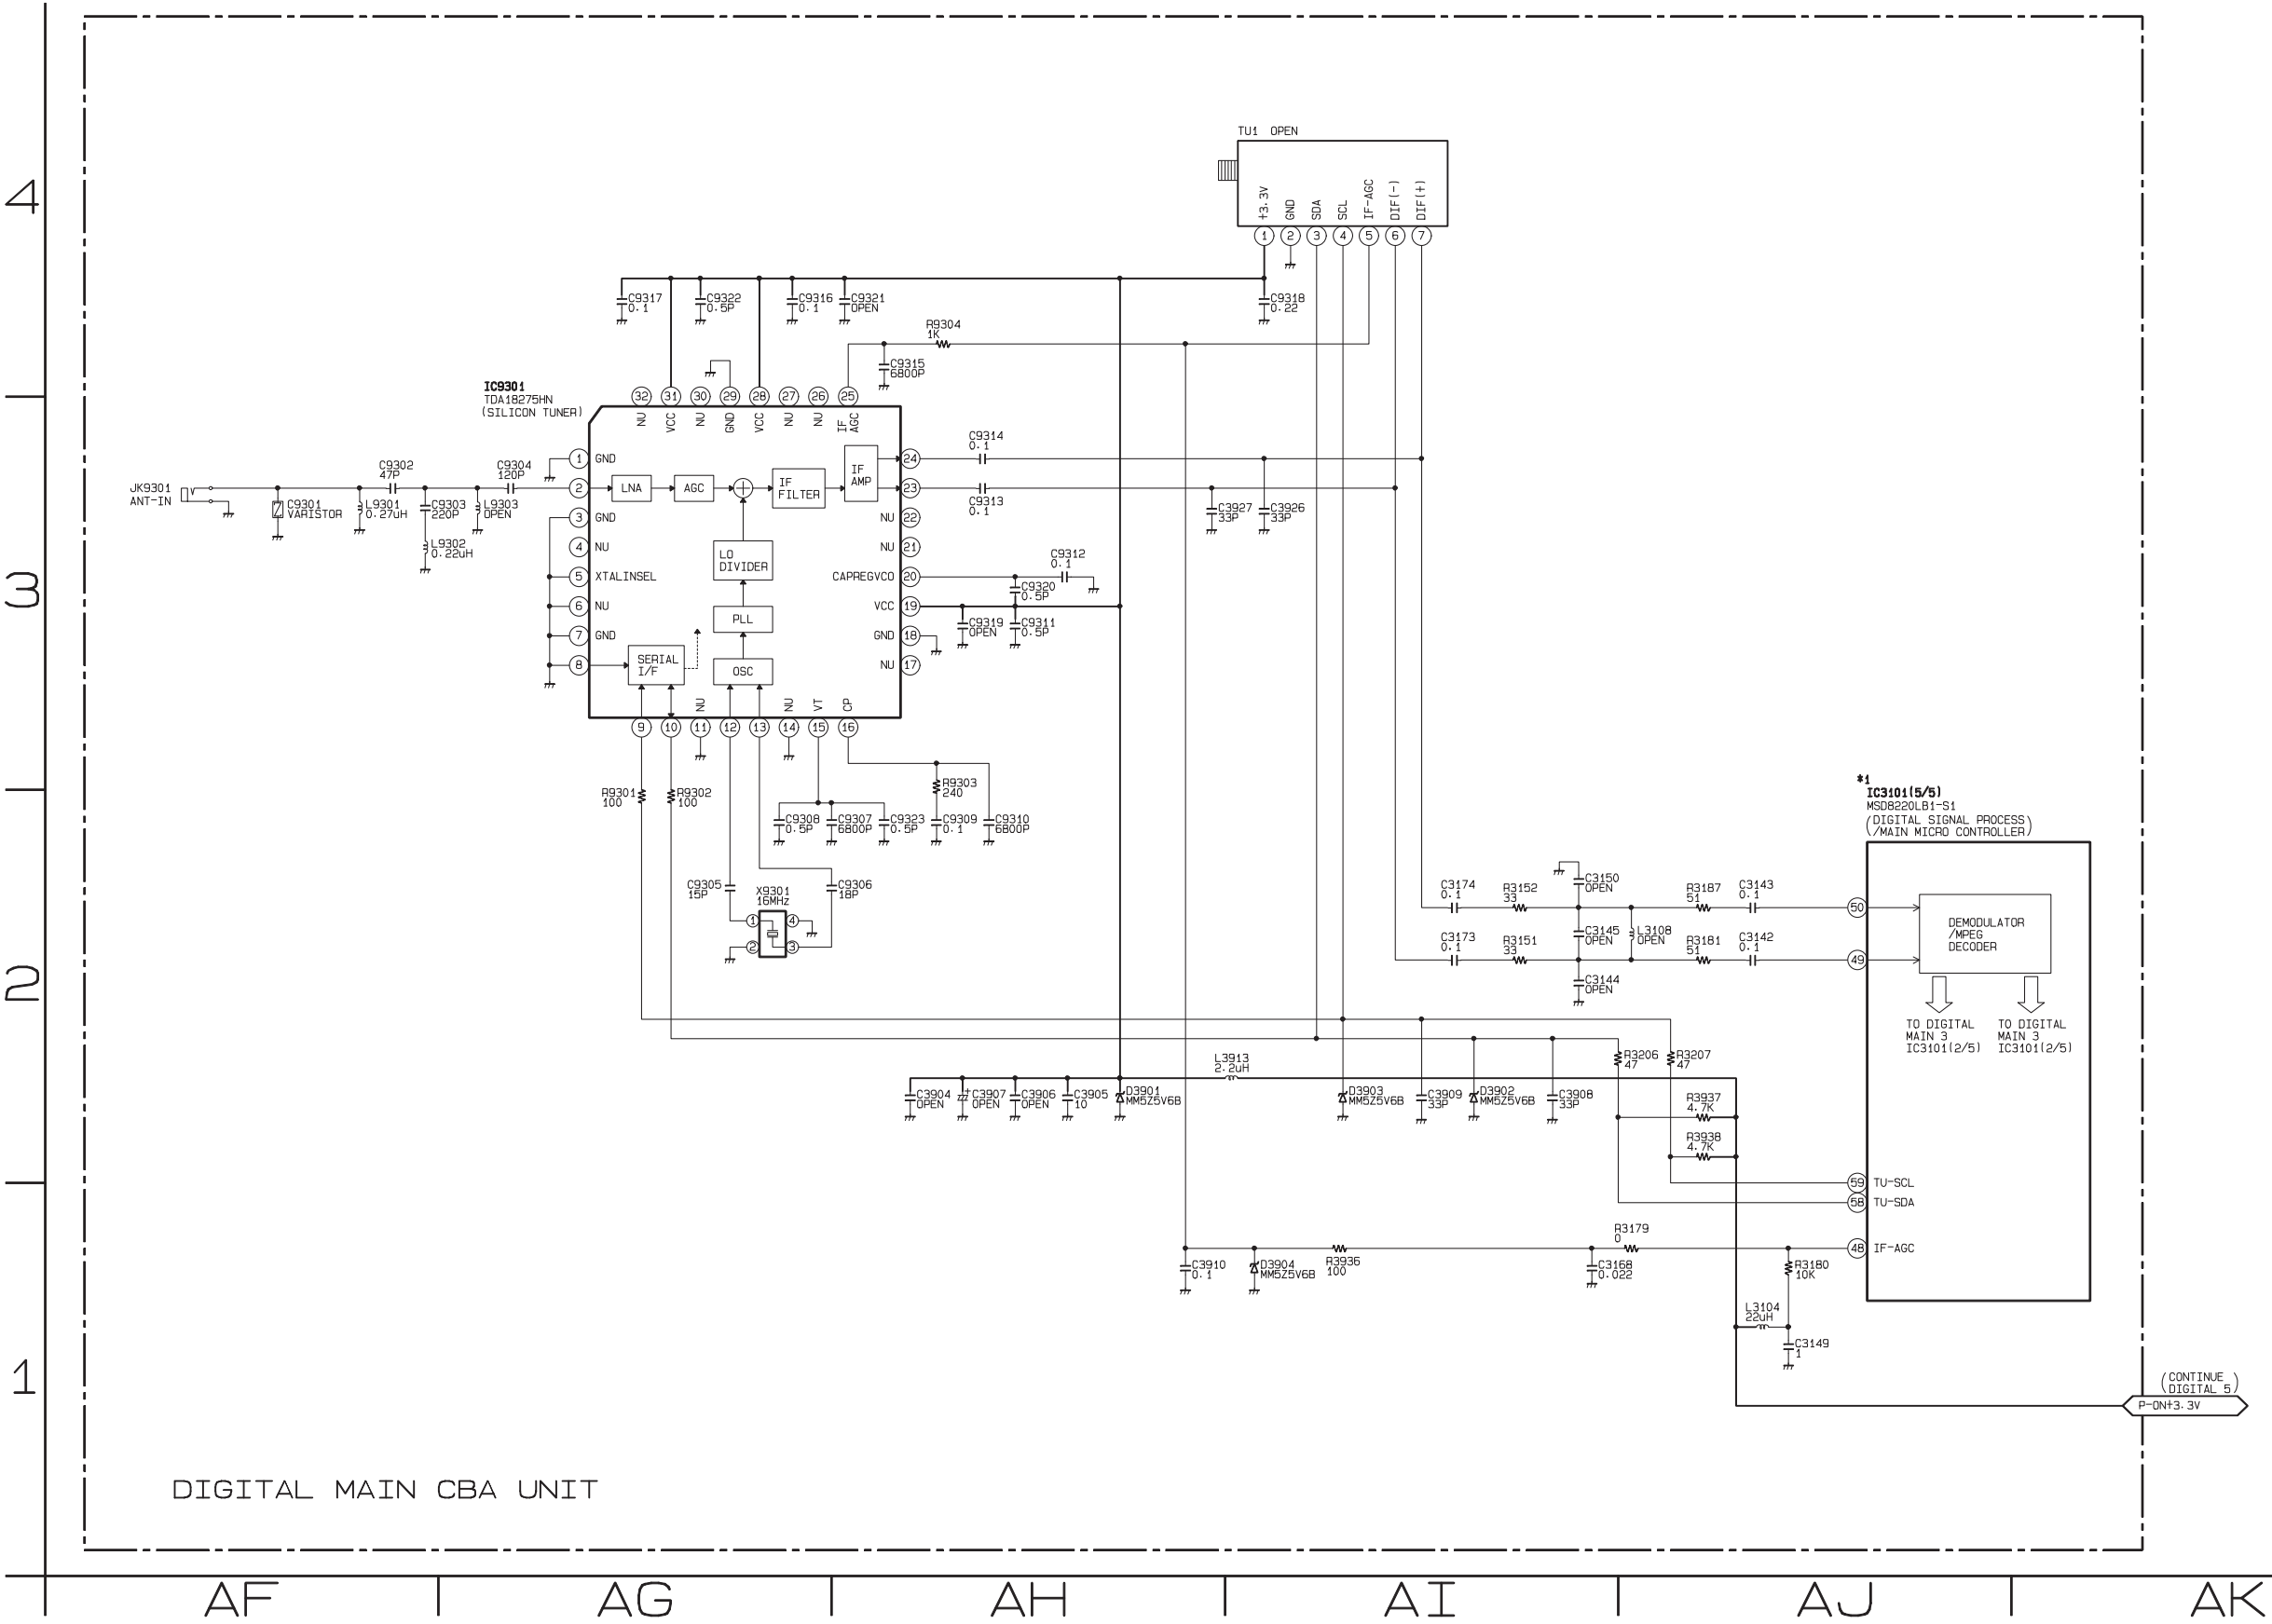 4
3
2
1
AF
AG
AH
AI
AJ
AK
DIGITAL MAIN CBA UNIT
TU1 OPEN
+3.3V
GND
SDA
SCL
IF-AGC
DIF(-)
DIF(+)
1
2
3
4
5
6
7
C9317
0.1
C9322
0.5P
C9316
0.1
C9321
OPEN
C9318
0.22
R9304
1K
C9315
6800P
IC9301
TDA18275HN
(SILICON TUNER)
32
31
30
29
28
27
26
25
NU
VCC
NU
GND
VCC
NU
NU
IF
AGC
JK9301
ANT-IN
C9301
VARISTOR
L9301
0.27uH
C9302
47P
C9303
220P
L9302
0.22uH
L9303
OPEN
C9304
120P
1
GND
2
3
GND
4
NU
5
XTALINSEL
6
NU
7
GND
8
LNA
AGC
IF
FILTER
IF
AMP
LO
DIVIDER
PLL
OSC
SERIAL
I/F
24
23
NU
22
NU
21
CAPREGVCO
20
VCC
19
GND
18
NU
17
NU
NU
VT
CP
9
10
11
12
13
14
15
16
C9314
0.1
C9313
0.1
C3927
33P
C3926
33P
C9312
0.1
C9320
0.5P
C9319
OPEN
C9311
0.5P
R9301
100
R9302
100
R9303
240
C9308
0.5P
C9307
6800P
C9323
0.5P
C9309
0.1
C9310
6800P
C9305
15P
X9301
16MHz
C9306
18P
1
2
4
3
*1
IC3101(5/5)
MSD8220LB1-S1
(DIGITAL SIGNAL PROCESS
/MAIN MICRO CONTROLLER)
C3174
0.1
R3152
33
C3150
OPEN
R3187
51
C3143
0.1
50
C3173
0.1
R3151
33
C3145
OPEN
L3108
OPEN
R3181
51
C3142
0.1
49
C3144
OPEN
DEMODULATOR
/MPEG
DECODER
TO DIGITAL
MAIN 3
IC3101(2/5)
TO DIGITAL
MAIN 3
IC3101(2/5)
L3913
2.2uH
R3206
47
R3207
47
C3904
OPEN
+
C3907
OPEN
C3906
OPEN
C3905
10
D3901
MM5Z5V6B
D3903
MM5Z5V6B
C3909
33P
D3902
MM5Z5V6B
C3908
33P
R3937
4.7K
R3938
4.7K
59
TU-SCL
58
TU-SDA
48
IF-AGC
C3910
0.1
D3904
MM5Z5V6B
R3936
100
R3179
0
C3168
0.022
R3180
10K
L3104
22uH
C3149
1
(CONTINUE
DIGITAL 5)
P-ON+3.3V